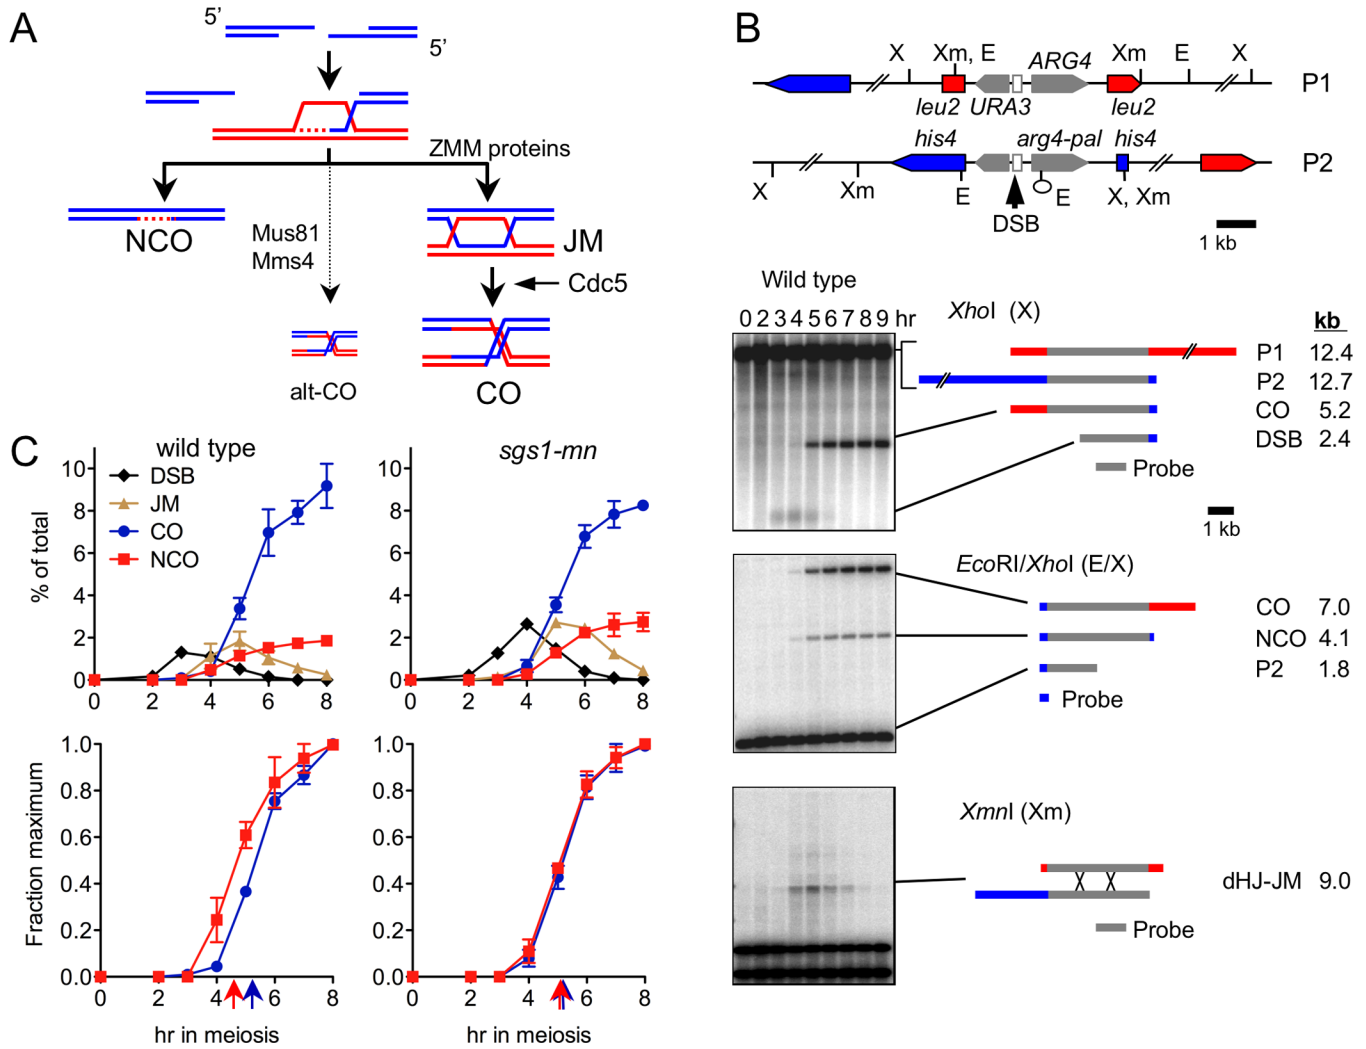 A
5’
5’
ZMM proteins
NCO
Mus81
Mms4
JM
Cdc5
alt-CO
CO
B
X
Xm, E
ARG4
Xm
E
X
P1
leu2
URA3
leu2
his4
arg4-pal
his4
P2
X
Xm
E
E
X, Xm
DSB
1 kb
Wild type
0 2 3 4 5 6 7 8 9 hr
XhoI (X)
kb
P1 12.4
P2 12.7
CO 5.2
DSB 2.4
Probe
1 kb
EcoRI/XhoI (E/X)
CO 7.0
NCO 4.1
P2 1.8
Probe
XmnI (Xm)
dHJ-JM 9.0
Probe
C
wild type
sgs1-mn
DSB
JM
CO
NCO
% of total
10
8
6
4
2
0
0 2 4 6 8
10
8
6
4
2
0
0 2 4 6 8
Fraction maximum
1.0
0.8
0.6
0.4
0.2
0.0
0 2 4 6 8
hr in meiosis
1.0
0.8
0.6
0.4
0.2
0.0
0 2 4 6 8
hr in meiosis